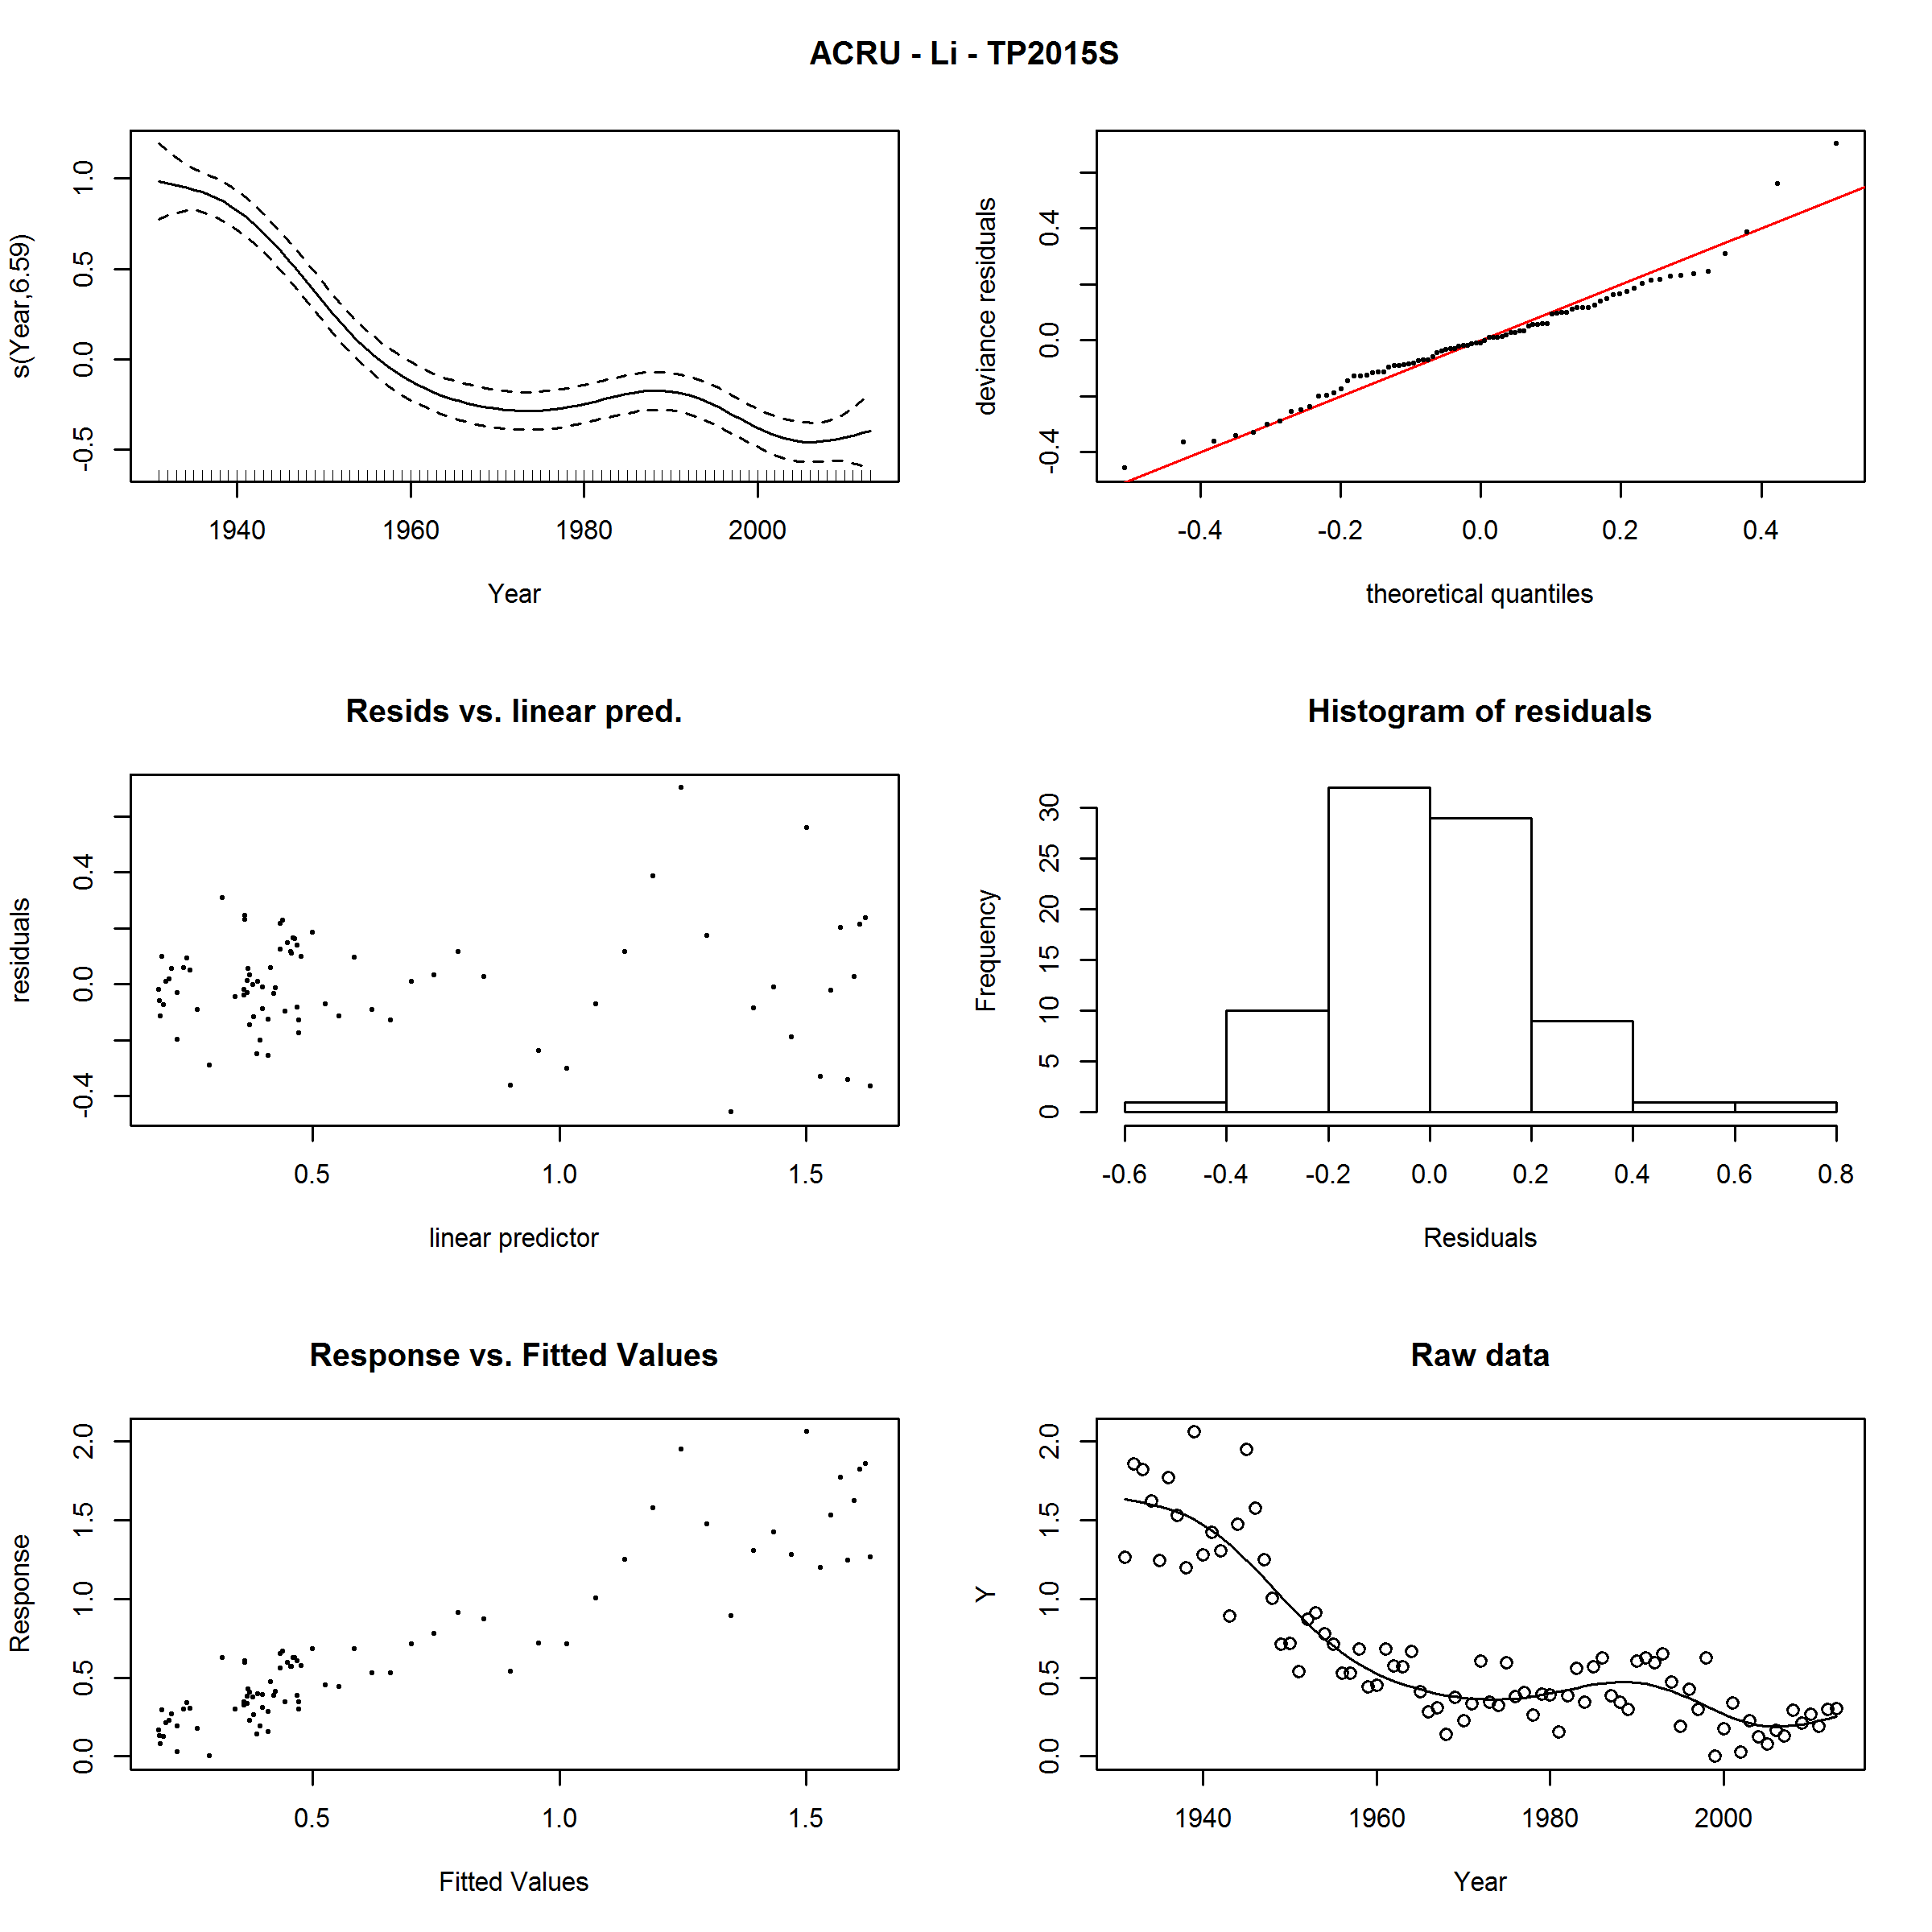 ACRU - Li - TP2015S
s(Year,6.59)
1.0
0.5
0.0
-0.5
1940 1960 1980 2000
Year
deviance residuals
0.4
0.0
-0.4
-0.4 -0.2 0.0 0.2 0.4
theoretical quantiles
Resids vs. linear pred.
residuals
0.4
0.0
-0.4
0.5 1.0 1.5
linear predictor
Histogram of residuals
Frequency
30
25
20
15
10
5
0
-0.6 -0.4 -0.2 0.0 0.2 0.4 0.6 0.8
Residuals
Response vs. Fitted Values
Response
2.0
1.5
1.0
0.5
0.0
0.5 1.0 1.5
Fitted Values
Raw data
Y
2.0
1.5
1.0
0.5
0.0
1940 1960 1980 2000
Year